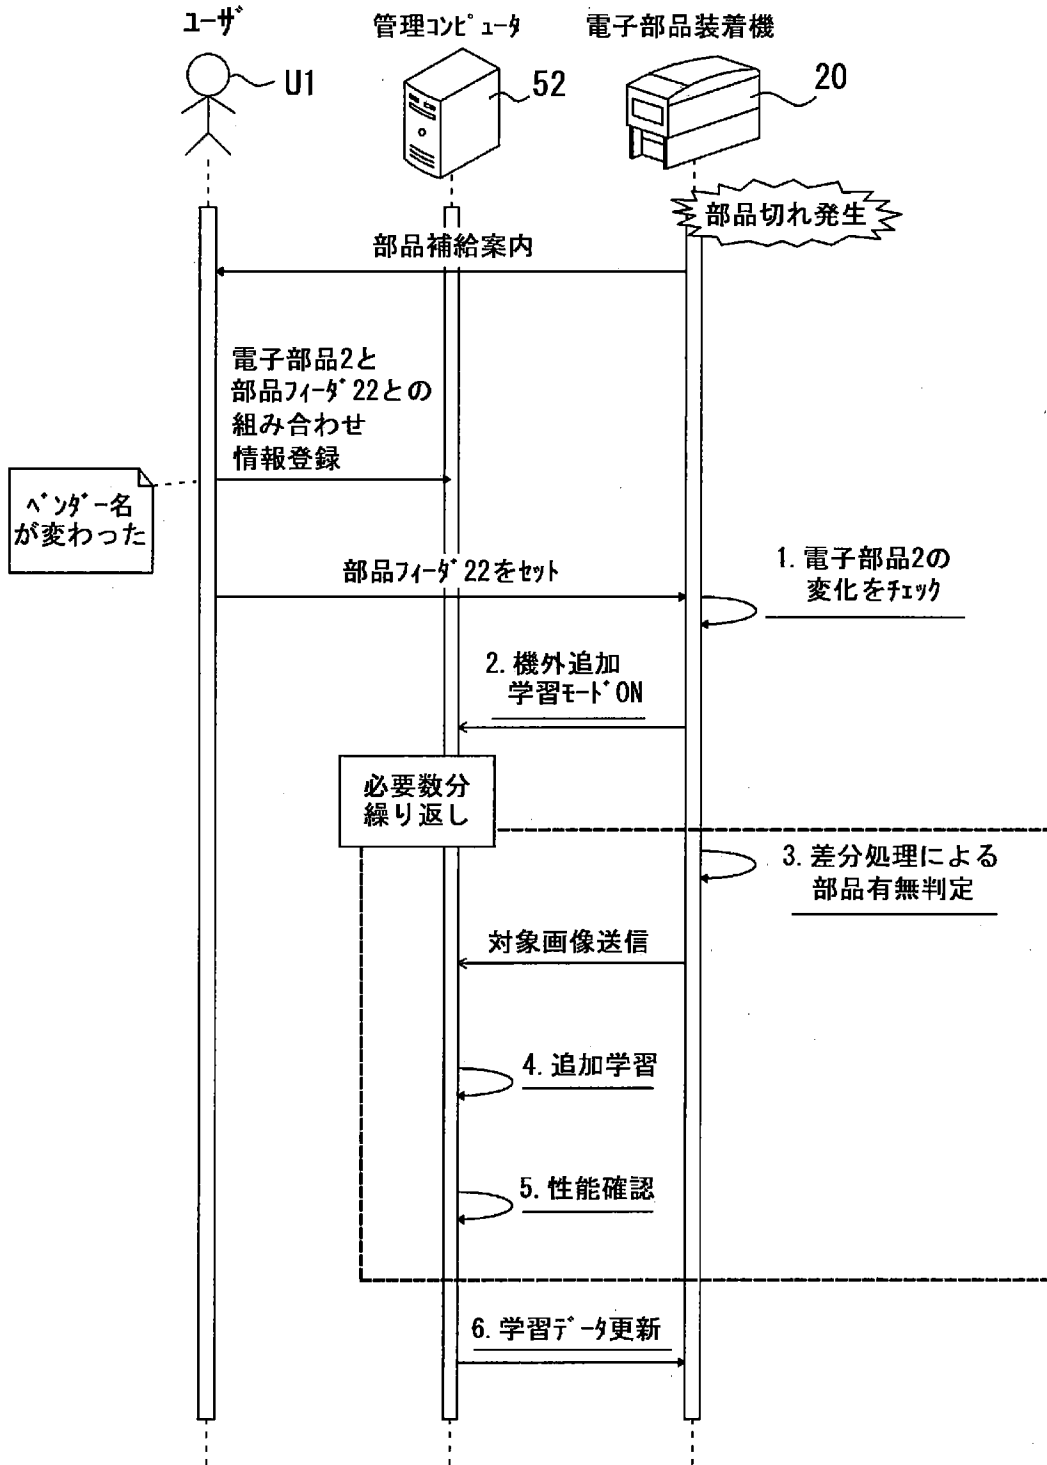 ﾕｰｻﾞ
管理ｺﾝﾋﾟｭｰﾀ
電子部品装着機
U1
52
20
部品切れ発生
部品補給案内
電子部品2と
部品ﾌｨｰﾀﾞ22との
組み合わせ
情報登録
ﾍﾞﾝﾀﾞｰ名
が変わった
部品ﾌｨｰﾀﾞ22をｾｯﾄ
1. 電子部品2の
変化をﾁｪｯｸ
2. 機外追加
学習ﾓｰﾄﾞON
必要数分
繰り返し
3. 差分処理による
部品有無判定
対象画像送信
4. 追加学習
5. 性能確認
6. 学習ﾃﾞｰﾀ更新